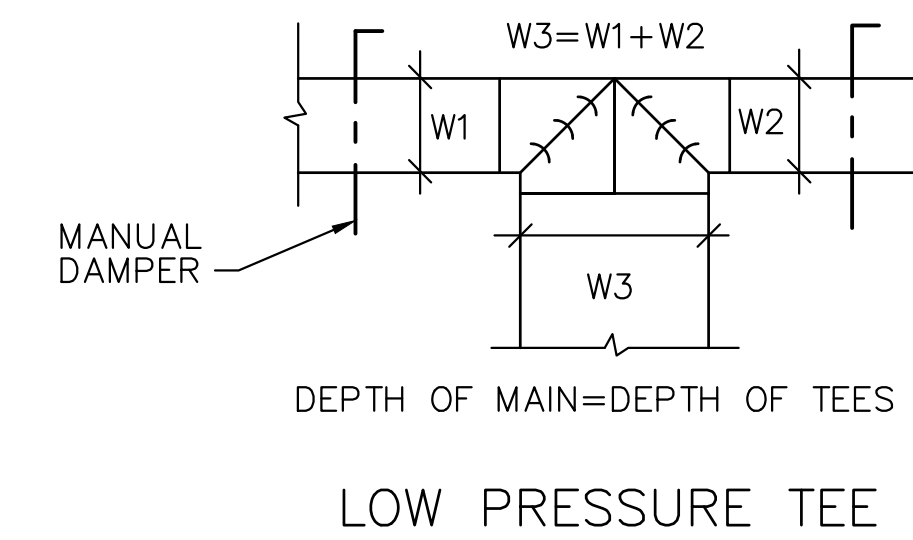 W3=W1+W2
W1
W2
MANUAL
DAMPER
W3
DEPTH OF MAIN=DEPTH OF TEES
LOW PRESSURE TEE